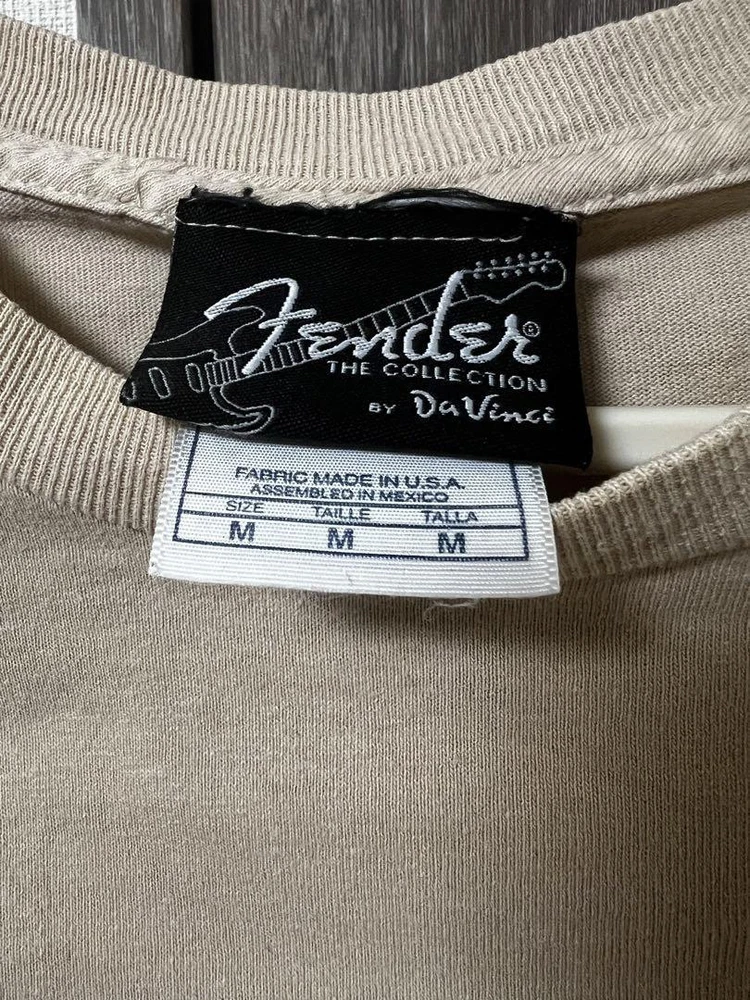 Fender®
THE COLLECTION
BY DaVinci
FABRIC MADE IN U.S.A.
ASSEMBLED IN MEXICO
SIZE TAILLE TALLA
M M M